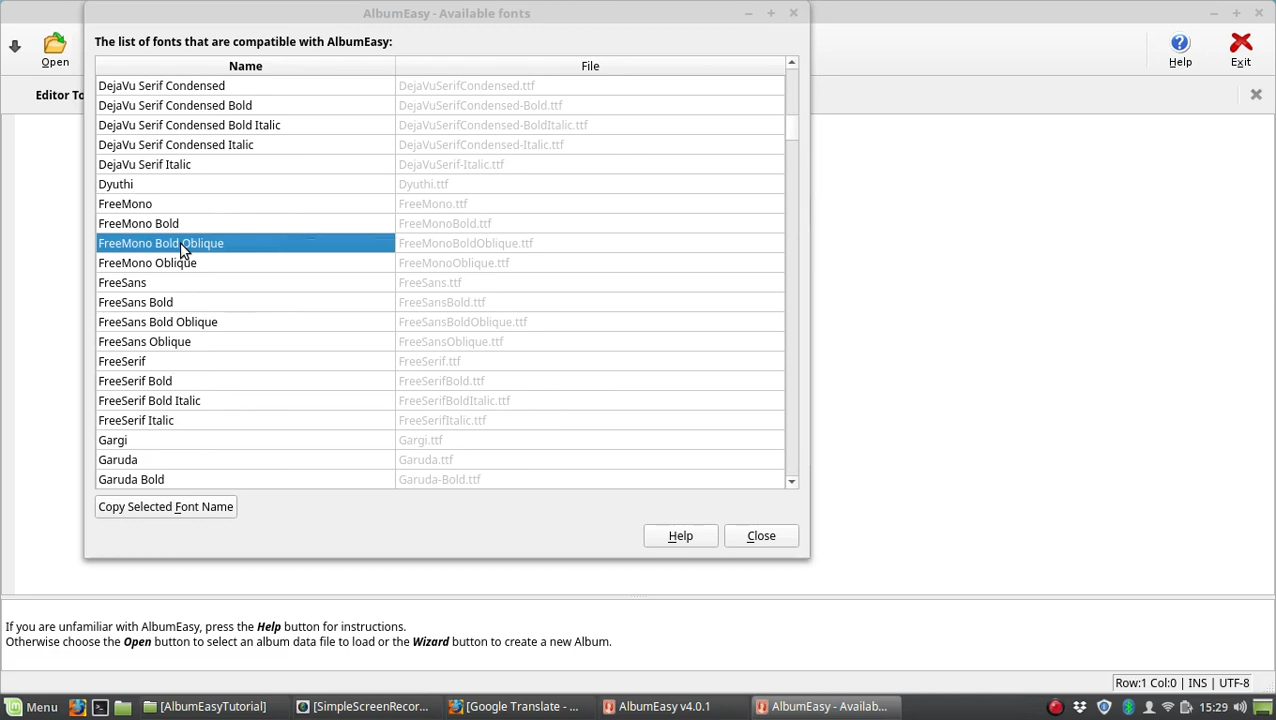 AlbumEasy - Available fonts
Open
Help
Exit
Editor To
The list of fonts that are compatible with AlbumEasy:
Name File
DejaVu Serif Condensed DejaVuSerifCondensed.ttf
DejaVu Serif Condensed Bold DejaVuSerifCondensed-Bold.ttf
DejaVu Serif Condensed Bold Italic DejaVuSerifCondensed-BoldItalic.ttf
DejaVu Serif Condensed Italic DejaVuSerifCondensed-Italic.ttf
DejaVu Serif Italic DejaVuSerif-Italic.ttf
Dyuthi Dyuthi.ttf
FreeMono FreeMono.ttf
FreeMono Bold FreeMonoBold.ttf
FreeMono Bold Oblique FreeMonoBoldOblique.ttf
FreeMono Oblique FreeMonoOblique.ttf
FreeSans FreeSans.ttf
FreeSans Bold FreeSansBold.ttf
FreeSans Bold Oblique FreeSansBoldOblique.ttf
FreeSans Oblique FreeSansOblique.ttf
FreeSerif FreeSerif.ttf
FreeSerif Bold FreeSerifBold.ttf
FreeSerif Bold Italic FreeSerifBoldItalic.ttf
FreeSerif Italic FreeSerifItalic.ttf
Gargi Gargi.ttf
Garuda Garuda.ttf
Garuda Bold Garuda-Bold.ttf
Copy Selected Font Name
Help Close
If you are unfamiliar with AlbumEasy, press the Help button for instructions.
Otherwise choose the Open button to select an album data file to load or the Wizard button to create a new Album.
Row:1 Col:0 | INS | UTF-8
Menu [AlbumEasyTutorial] [SimpleScreenRecor... [Google Translate - ... AlbumEasy v4.0.1 AlbumEasy - Availab... 15:29